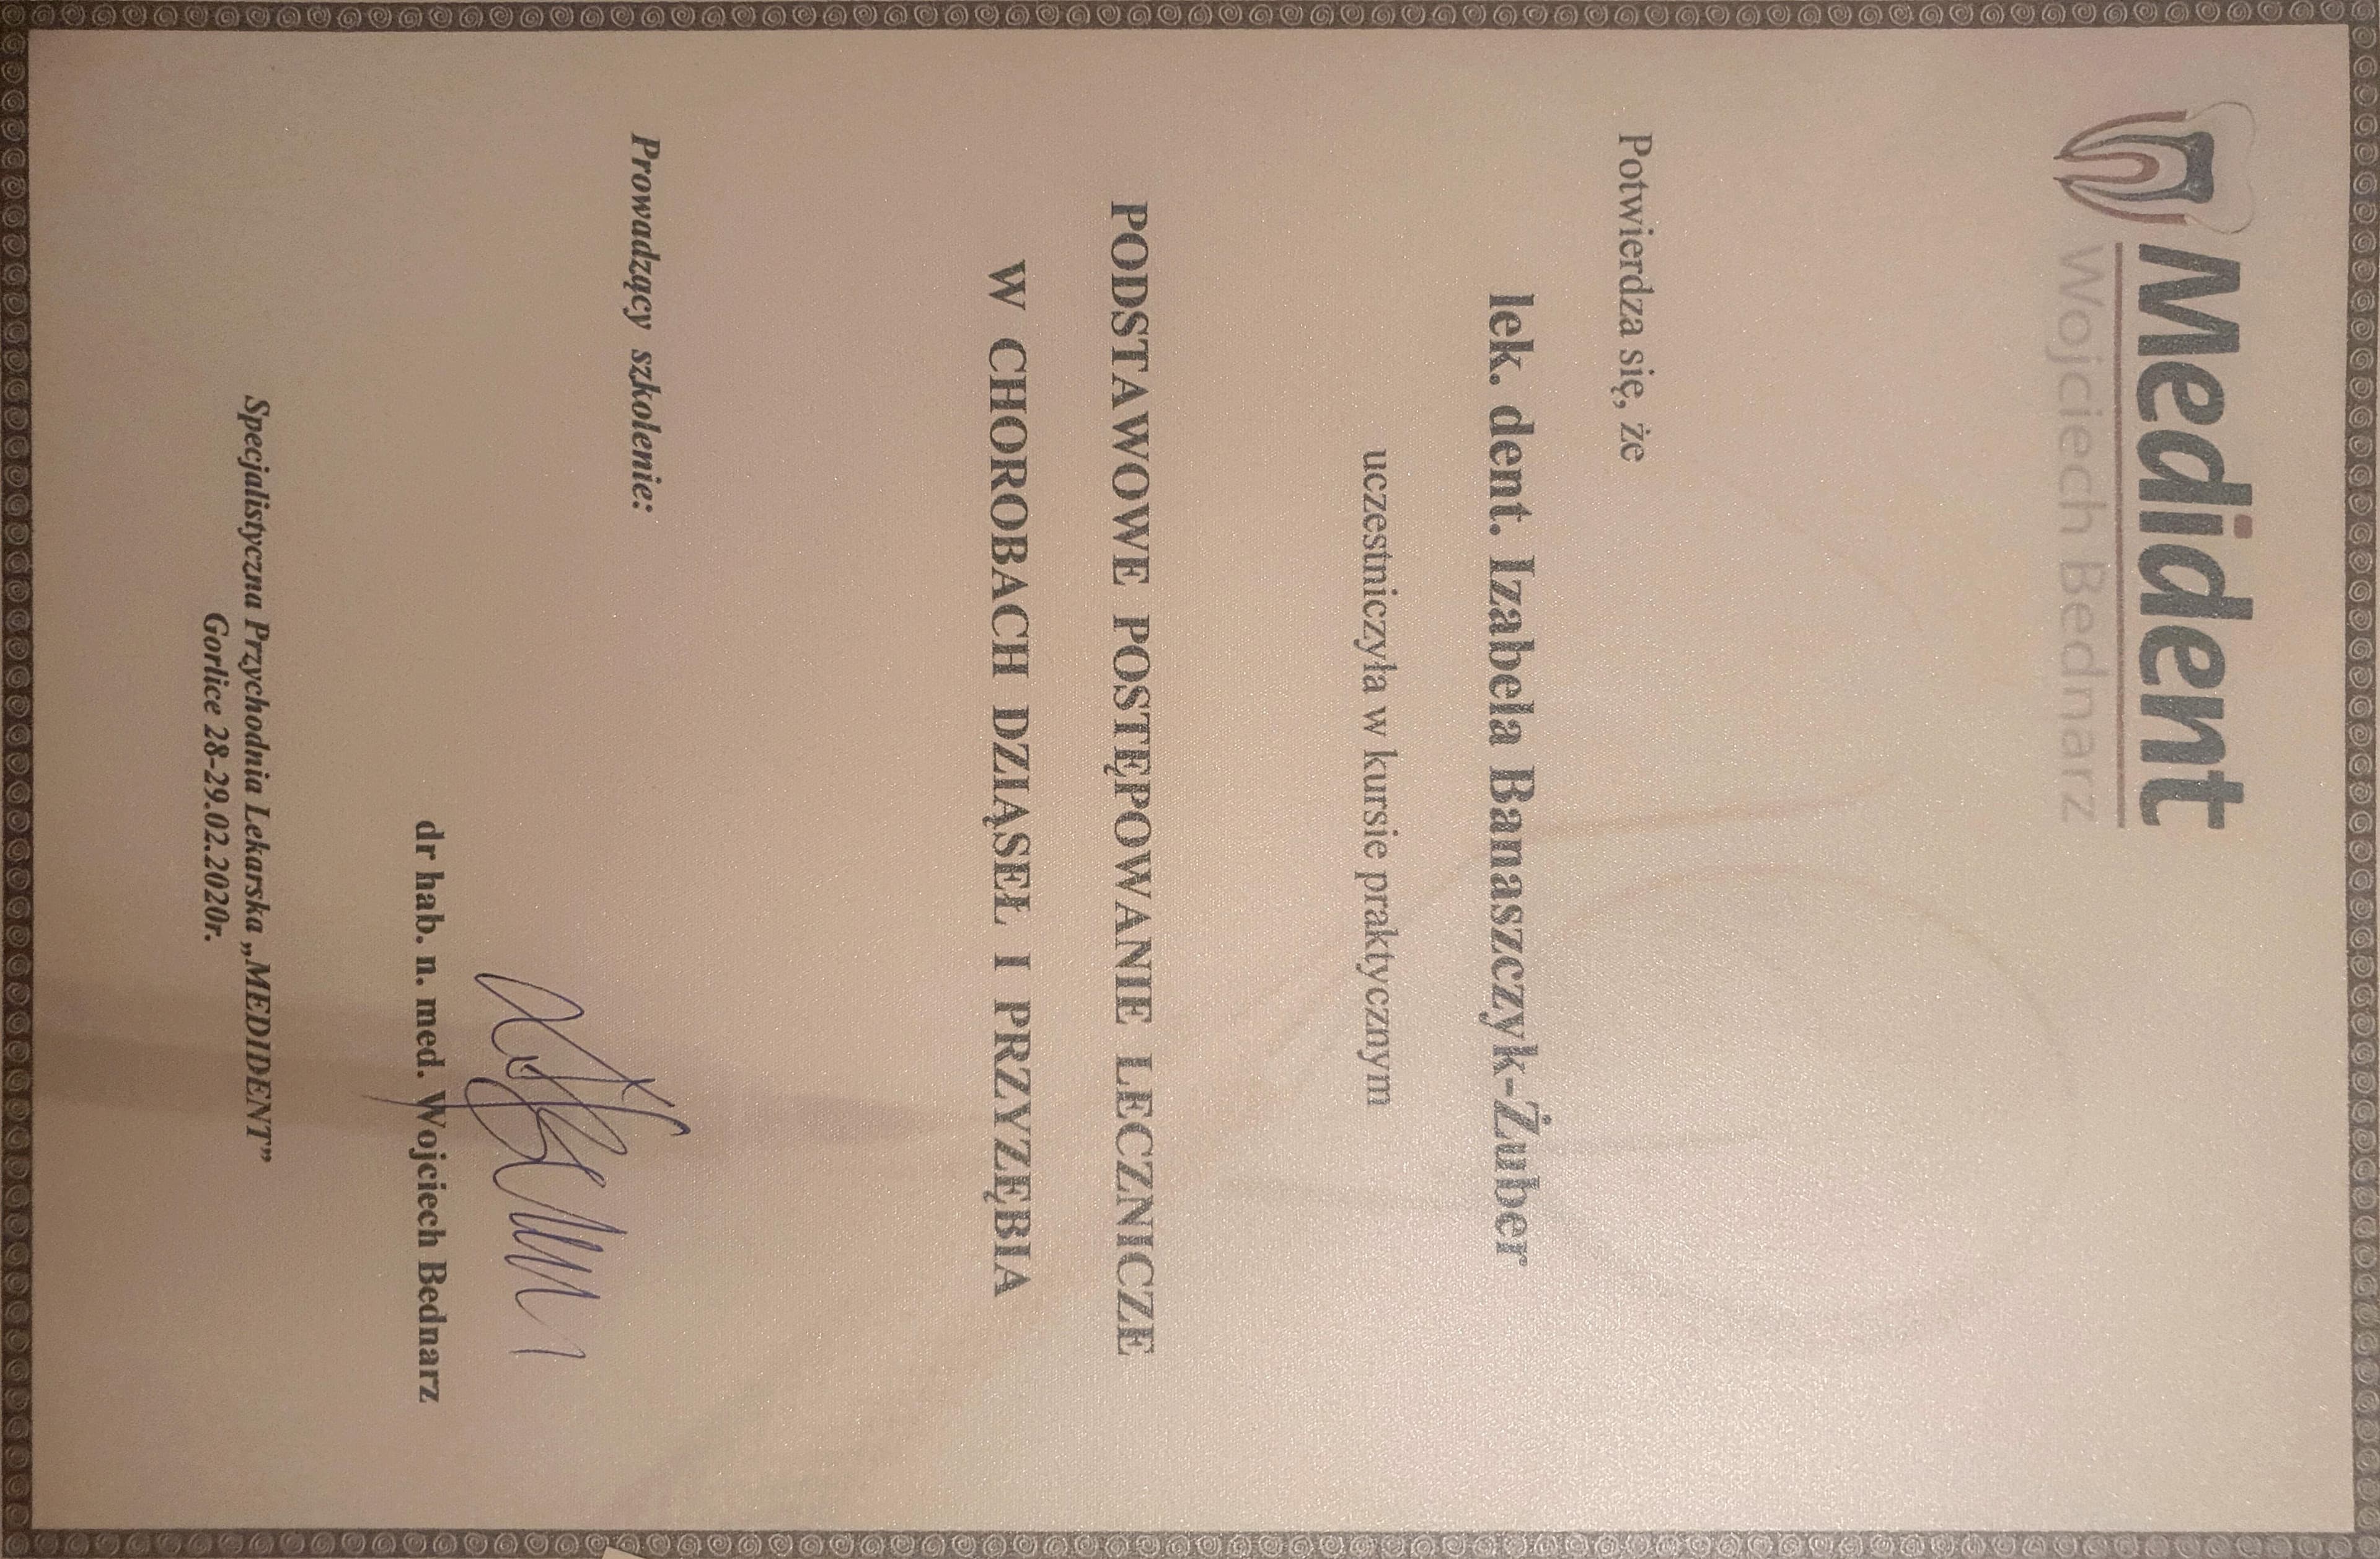 Medident
Wojciech Bednarz
Potwierdza się, że
lek. dent. Izabela Banaszczyk-Żuber
uczestniczyła w kursie praktycznym
PODSTAWOWE POSTĘPOWANIE LECZNICZE
W CHOROBACH DZIĄSEŁ I PRZYZĘBIA
Prowadzący szkolenie:
dr hab. n. med. Wojciech Bednarz
Specjalistyczna Przychodnia Lekarska „MEDIDENT”
Gorlice 28-29.02.2020r.